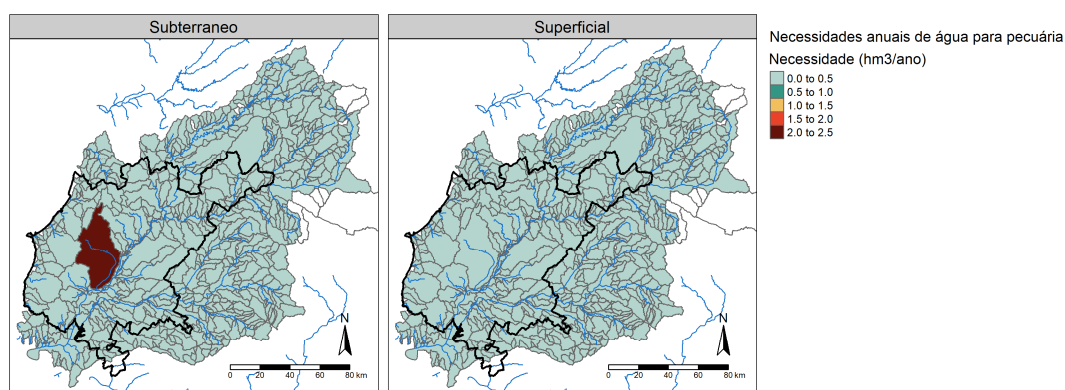 Subterraneo
Superficial
Necessidades anuais de água para pecuária
Necessidade (hm3/ano)
0.0 to 0.5
0.5 to 1.0
1.0 to 1.5
1.5 to 2.0
2.0 to 2.5
N
0 20 40 60 80 km
N
0 20 40 60 80 km